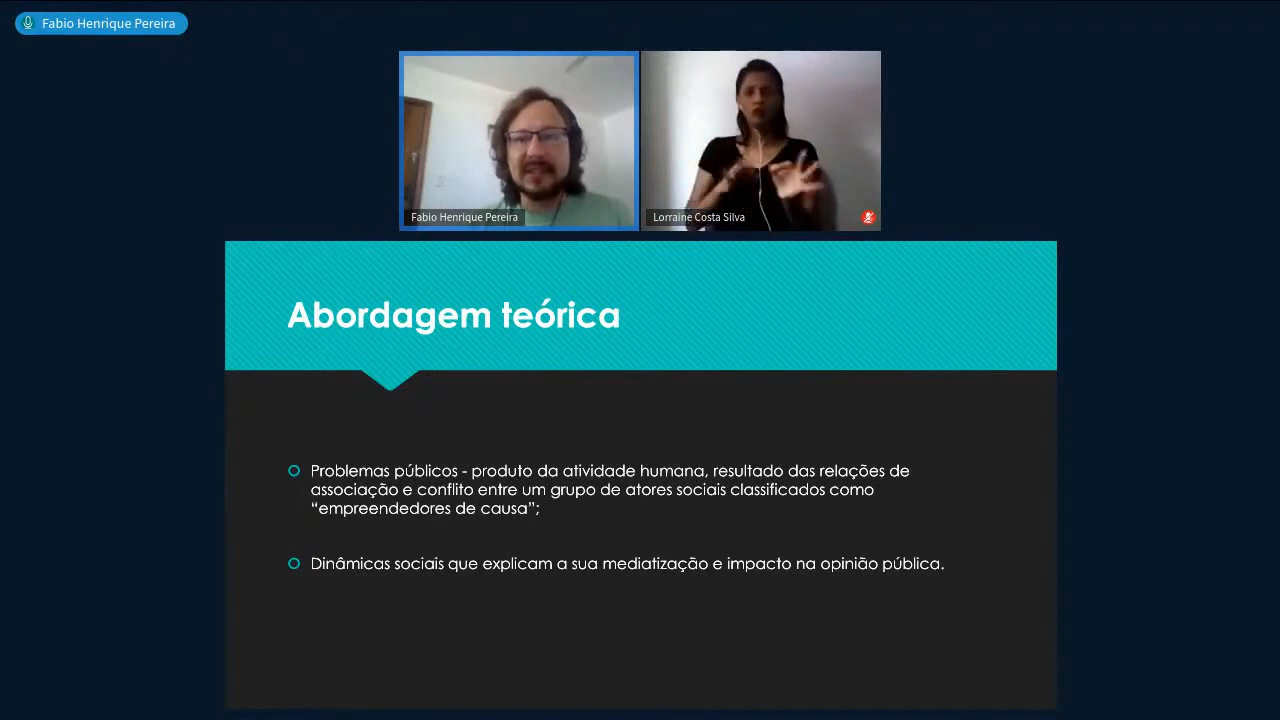 Fabio Henrique Pereira
Fabio Henrique Pereira
Lorraine Costa Silva
Abordagem teórica
Problemas públicos - produto da atividade humana, resultado das relações de
associação e conflito entre um grupo de atores sociais classificados como
“empreendedores de causa”;
Dinâmicas sociais que explicam a sua mediatização e impacto na opinião pública.